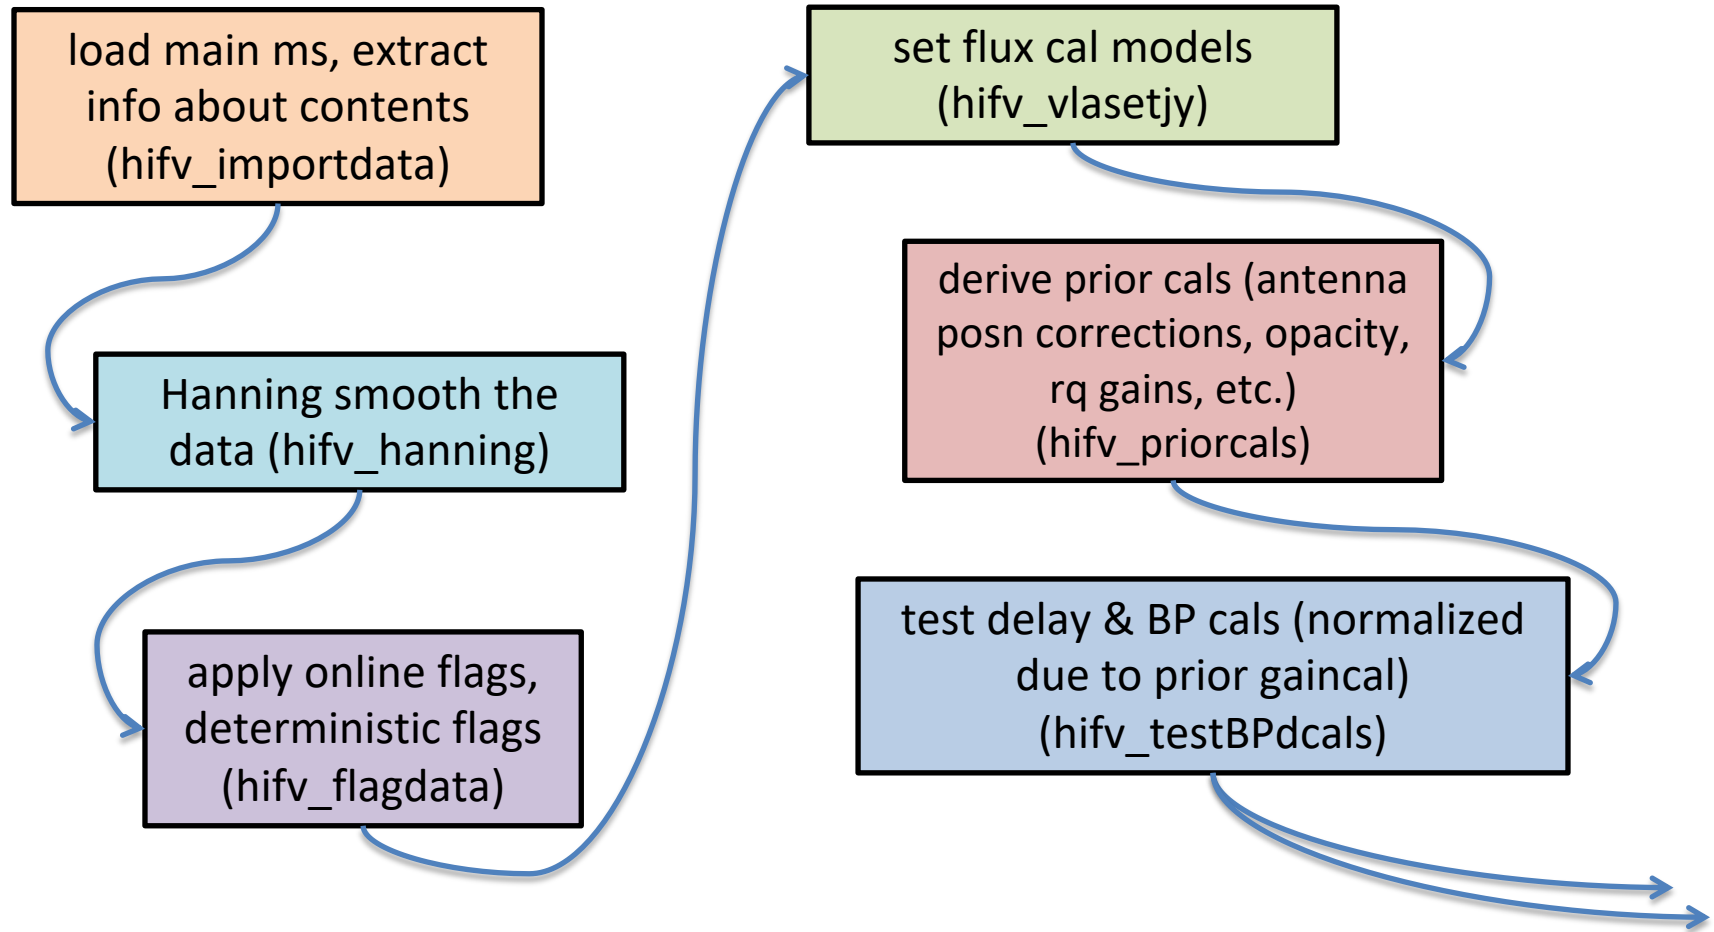 load main ms, extract
info about contents
(hifv_importdata)
Hanning smooth the
data (hifv_hanning)
apply online flags,
deterministic flags
(hifv_flagdata)
set flux cal models
(hifv_vlasetjy)
derive prior cals (antenna
posn corrections, opacity,
rq gains, etc.)
(hifv_priorcals)
test delay & BP cals (normalized
due to prior gaincal)
(hifv_testBPdcals)